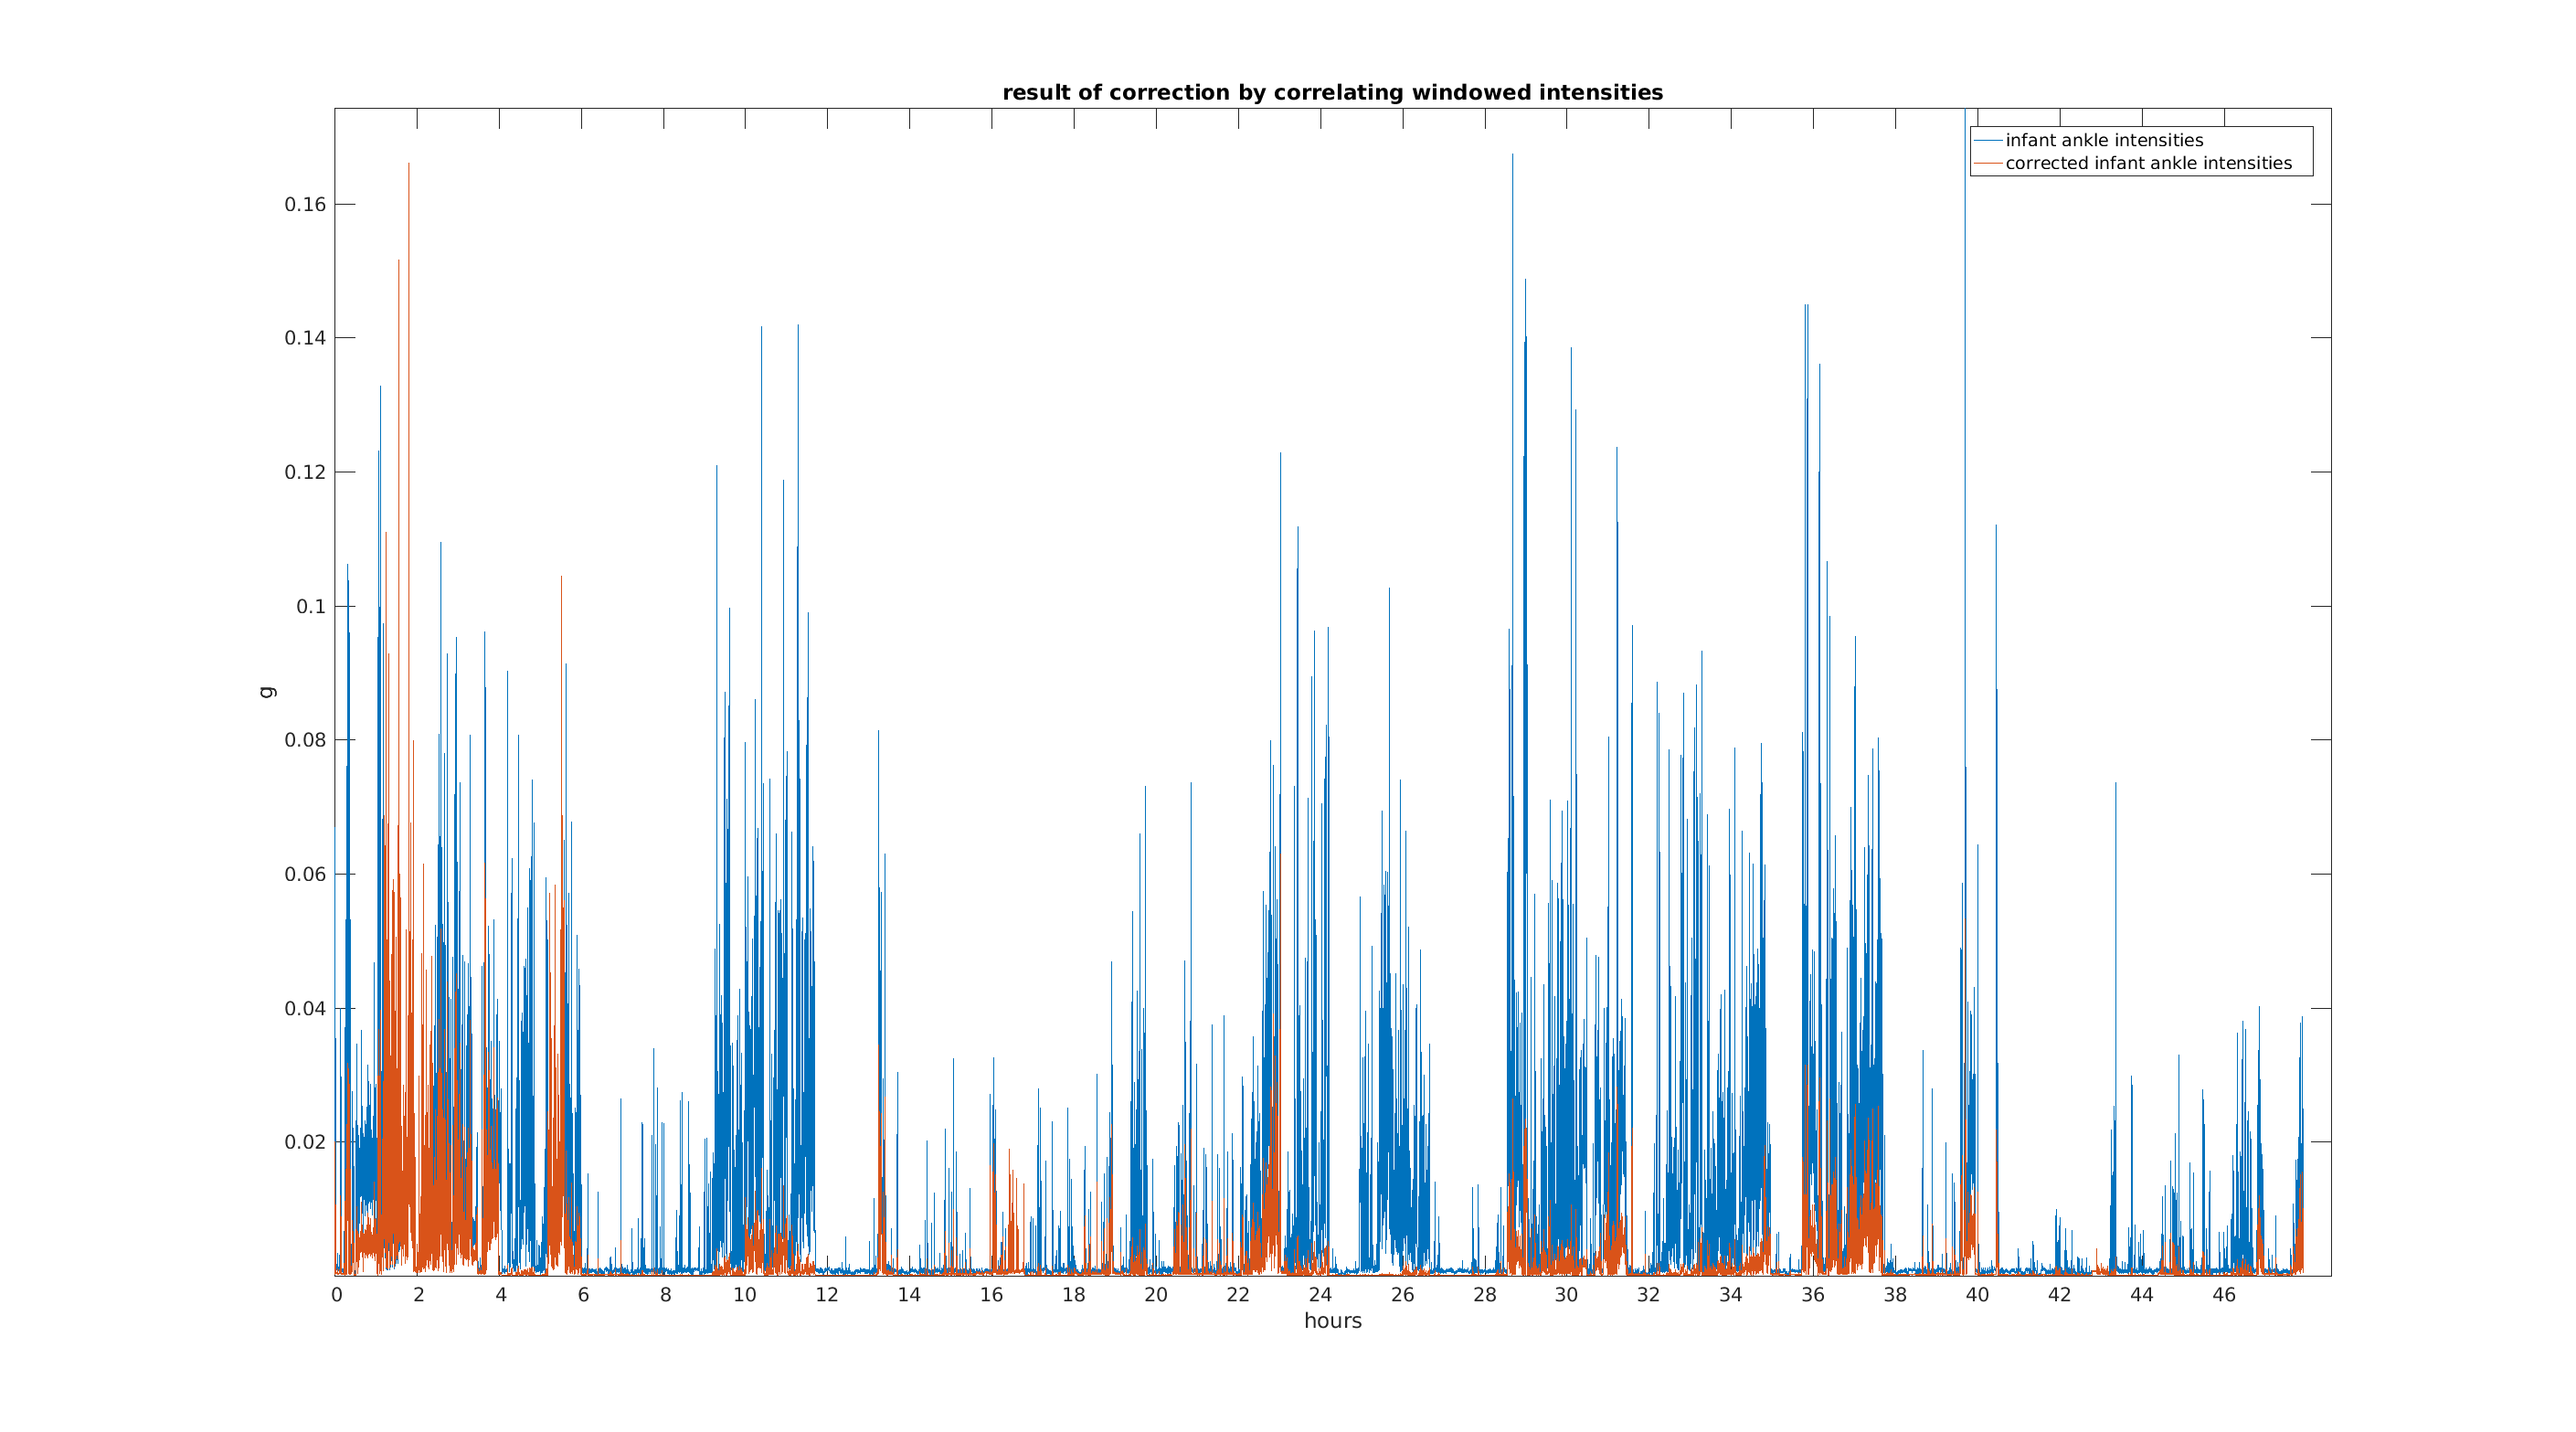 result of correction by correlating windowed intensities
infant ankle intensities
corrected infant ankle intensities
0.16
0.14
0.12
0.1
0.08
0.06
0.04
0.02
g
0 2 4 6 8 10 12 14 16 18 20 22 24 26 28 30 32 34 36 38 40 42 44 46
hours